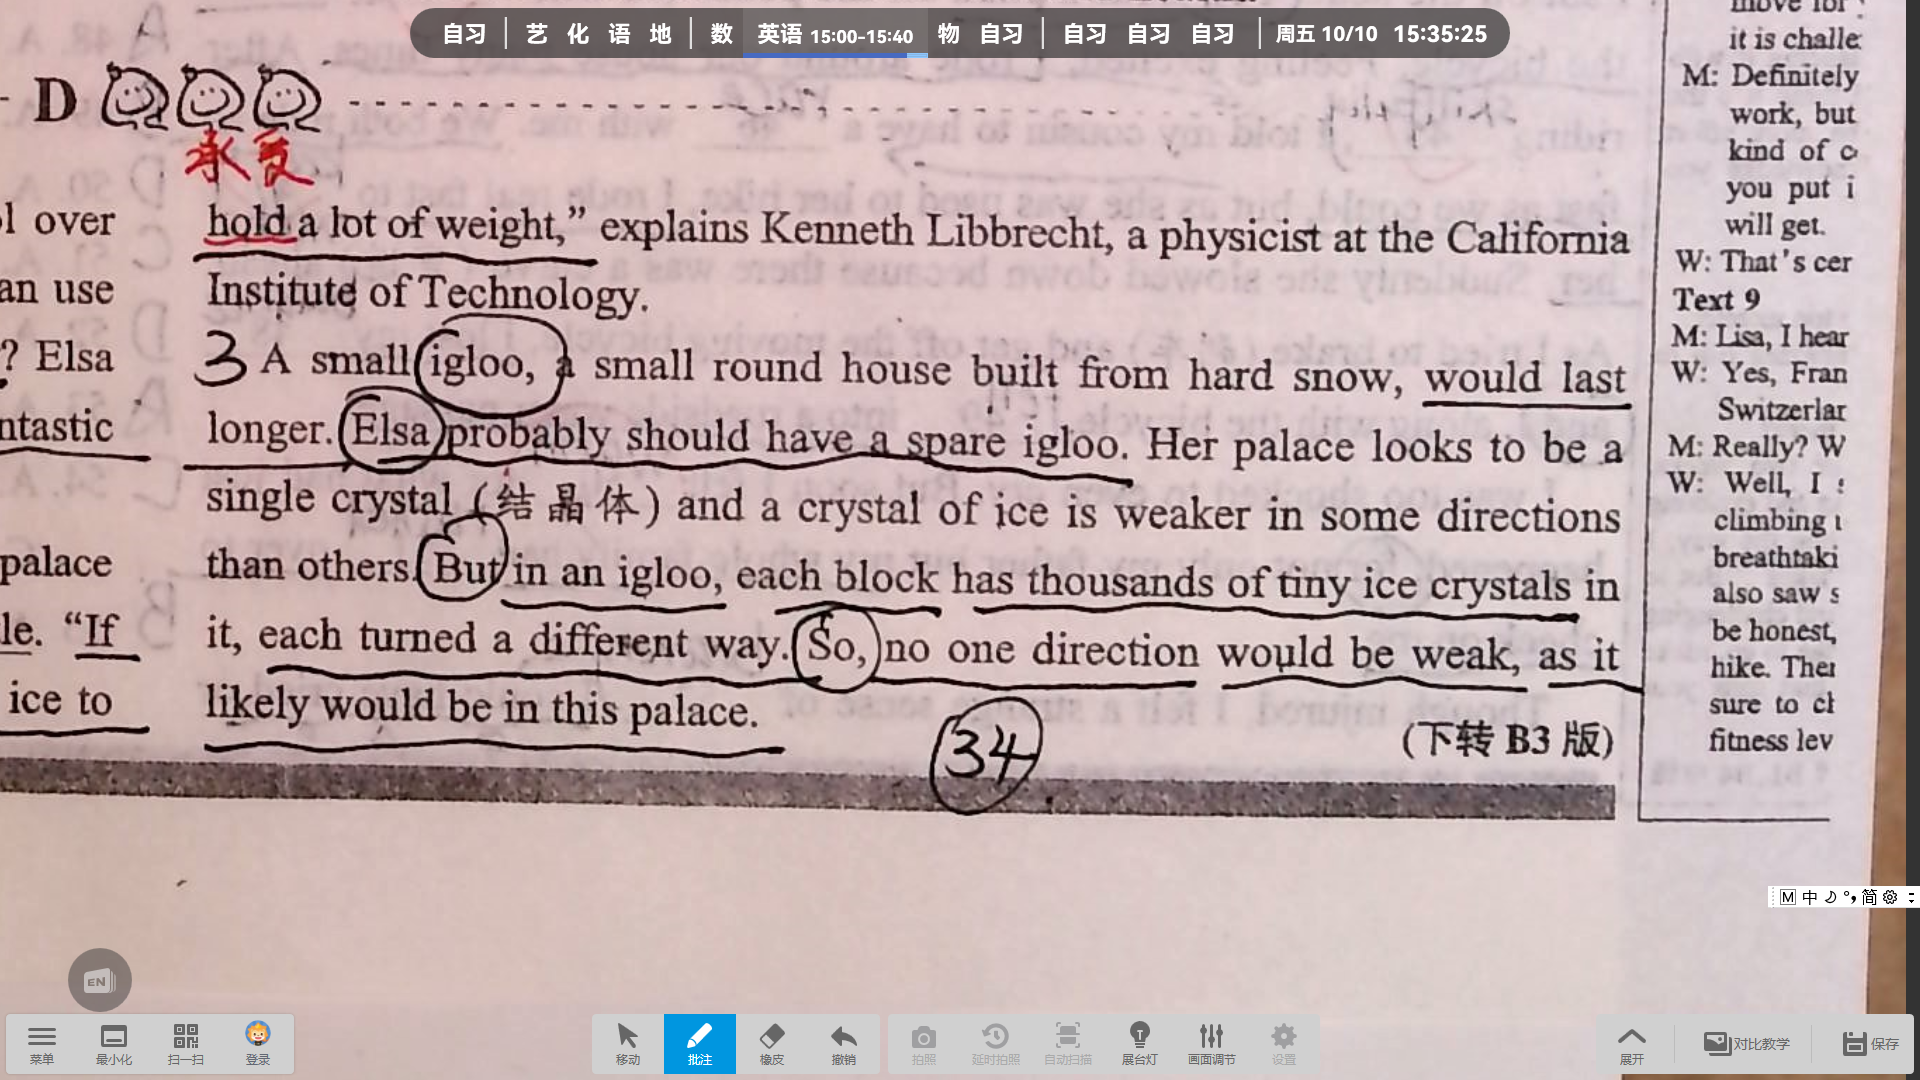 自习 | 艺 化 语 地 | 数 英语 15:00-15:40 物 自习 | 自习 自习 自习 | 周五 10/10 15:35:25
D
承受
l over
an use
? Elsa
ntastic
palace
le. “If
ice to
hold a lot of weight,” explains Kenneth Libbrecht, a physicist at the California
Institute of Technology.
3 A small igloo, a small round house built from hard snow, would last
longer. Elsa probably should have a spare igloo. Her palace looks to be a
single crystal (结晶体) and a crystal of ice is weaker in some directions
than others. But in an igloo, each block has thousands of tiny ice crystals in
it, each turned a different way. So, no one direction would be weak, as it
likely would be in this palace.
34
(下转 B3 版)
move for
it is challe
M: Definitely
work, but
kind of
you put i
will get.
W: That's cer
Text 9
M: Lisa, I hear
W: Yes, Fran
Switzerlan
M: Really? W
W: Well, I
climbing
breathtaki
also saw s
be honest,
hike. Ther
sure to
fitness lev
M 中 简
EN
菜单 最小化 扫一扫 登录
移动 批注 橡皮 撤销
拍照 延时拍照 自动扫描 展台灯 画面调节 设置
展开 对比教学 保存